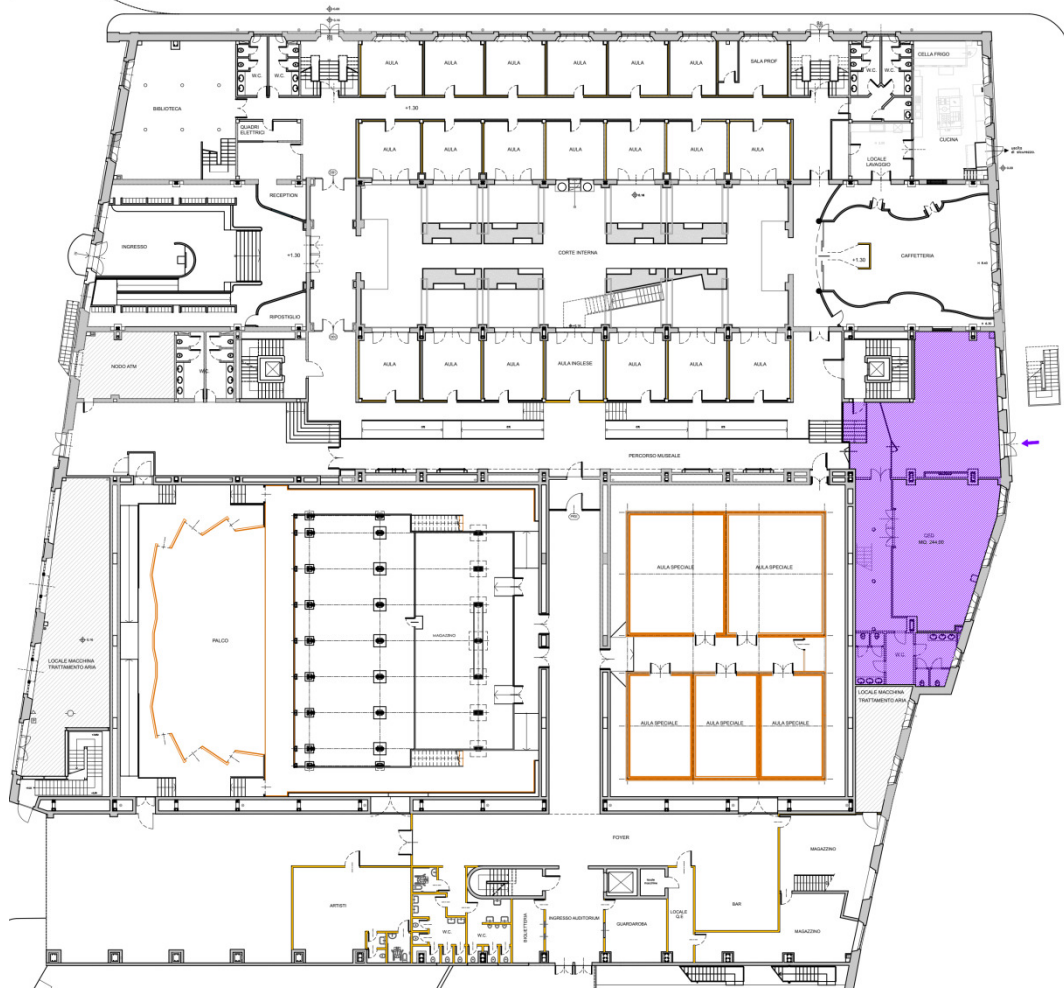 AULA
AULA
AULA
AULA
AULA
AULA
SALA PROF
W.C.
W.C.
W.C.
W.C.
CELLA FRIGO
BIBLIOTECA
+1.30
QUADRI
ELETTRICI
AULA
AULA
AULA
AULA
AULA
AULA
AULA
LOCALE
LAVAGGIO
CUCINA
RECEPTION
INGRESSO
+1.30
CORTE INTERNA
+1.30
CAFFETTERIA
RIPOSTIGLIO
NODO ATM
W.C.
AULA
AULA
AULA
AULA INGLESE
AULA
AULA
AULA
PERCORSO MUSEALE
AULA SPECIALE
AULA SPECIALE
PALCO
MAGAZZINO
LOCALE MACCHINA
TRATTAMENTO ARIA
W.C.
LOCALE MACCHINA
TRATTAMENTO ARIA
AULA SPECIALE
AULA SPECIALE
AULA SPECIALE
FOYER
MAGAZZINO
ARTISTI
W.C.
W.C.
BIGLIETTERIA
INGRESSO AUDITORIUM
GUARDAROBA
LOCALE
G.E
BAR
MAGAZZINO